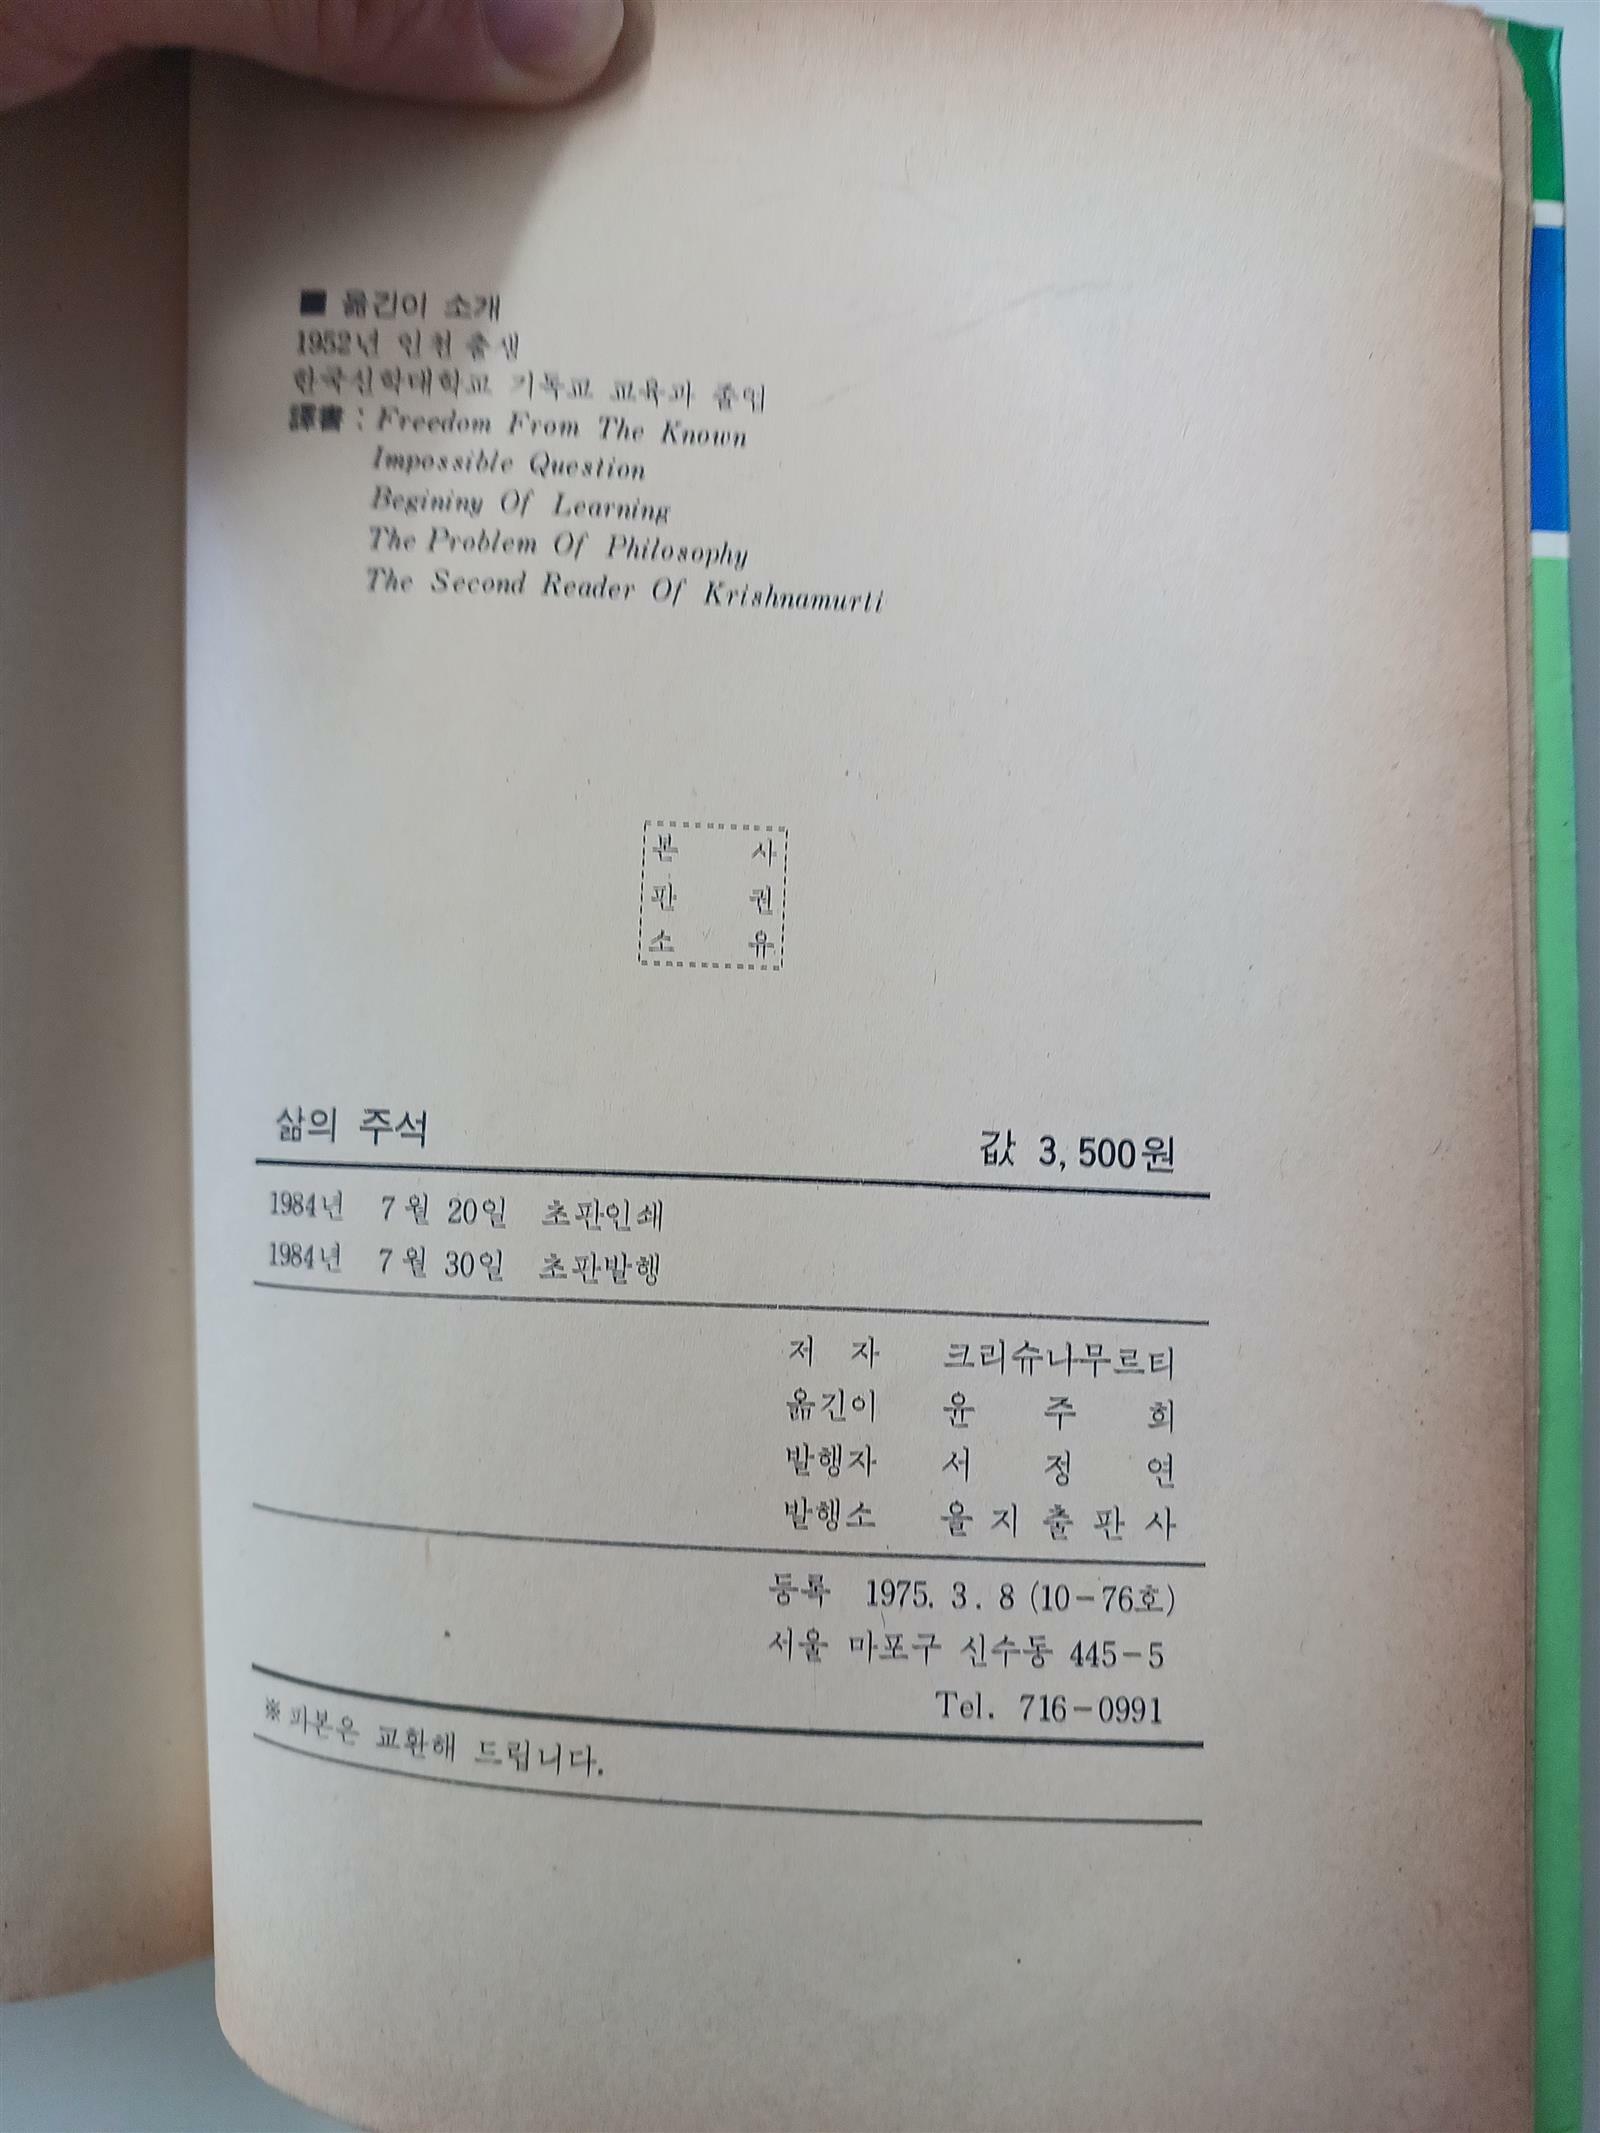 ■ 옮긴이 소개
1952년 인천 출생
한국신학대학교 기독교 교육과 졸업
譯書 : Freedom From The Known
Impossible Question
Begininy Of Learning
The Problem Of Philosophy
The Second Reader Of Krishnamurti
본 사
판 권
소 유
삶의 주석 값 3,500원
1984년 7월 20일 초판인쇄
1984년 7월 30일 초판발행
저 자 크리슈나무르티
옮긴이 윤 주 희
발행자 서 정 연
발행소 을 지 출 판 사
등록 1975. 3. 8 (10-76호)
서울 마포구 신수동 445-5
Tel. 716-0991
※파본은 교환해 드립니다.